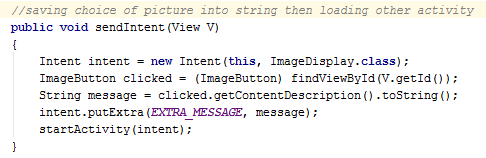 //saving choice of picture into string then loading other activity
public void sendIntent(View V)
{
Intent intent = new Intent(this, ImageDisplay.class);
ImageButton clicked = (ImageButton) findViewById(V.getId());
String message = clicked.getContentDescription().toString();
intent.putExtra(EXTRA_MESSAGE, message);
startActivity(intent);
}